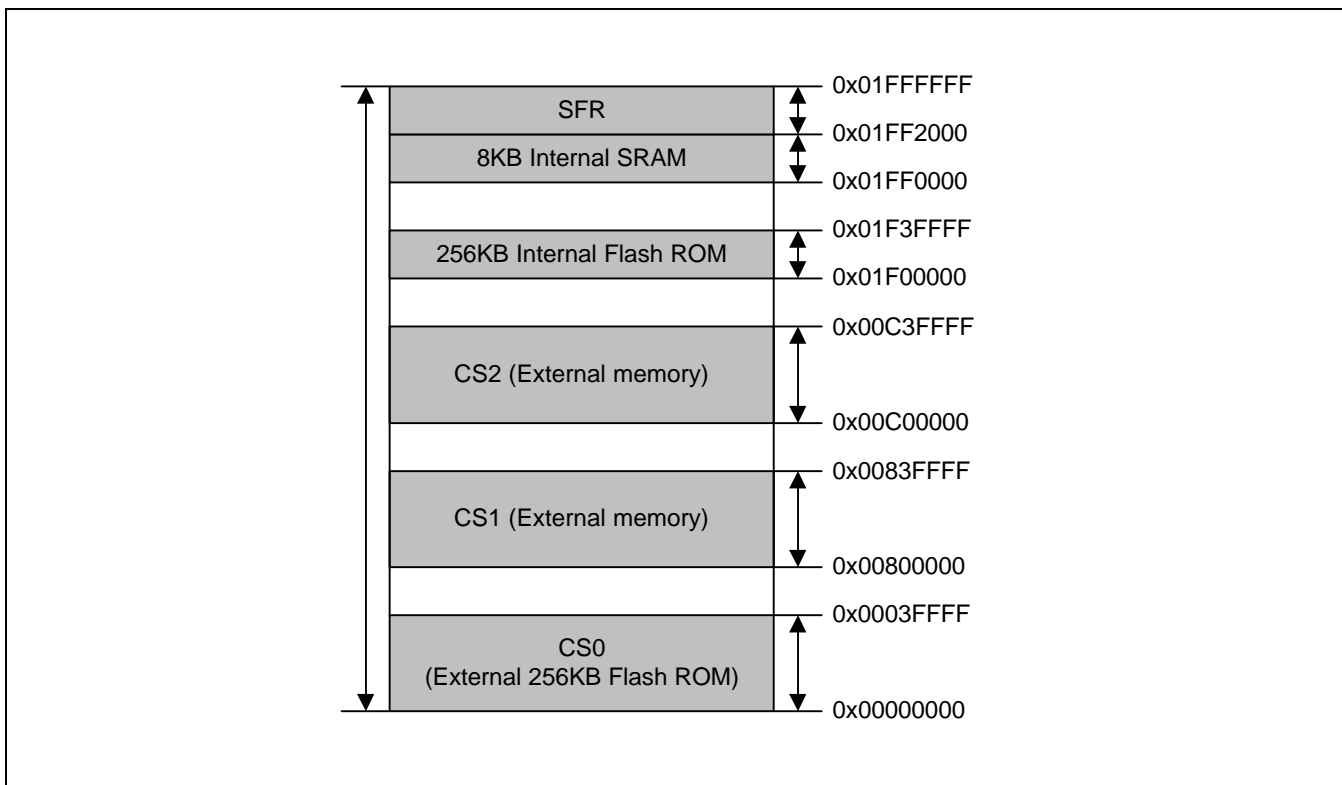 0x01FFFFFF
SFR
0x01FF2000
8KB Internal SRAM
0x01FF0000
0x01F3FFFF
256KB Internal Flash ROM
0x01F00000
0x00C3FFFF
CS2 (External memory)
0x00C00000
0x0083FFFF
CS1 (External memory)
0x00800000
0x0003FFFF
CS0
(External 256KB Flash ROM)
0x00000000